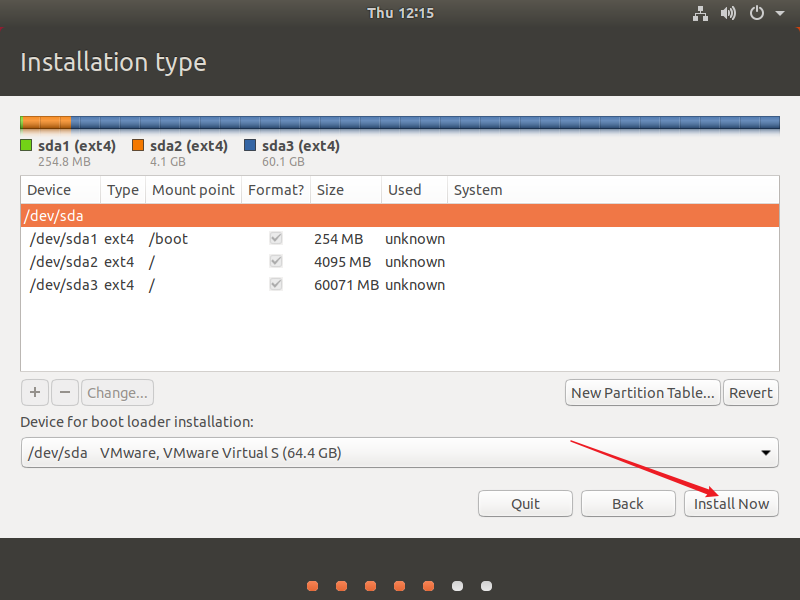 Thu 12:15
Installation type
sda1 (ext4) sda2 (ext4) sda3 (ext4)
254.8 MB 4.1 GB 60.1 GB
Device Type Mount point Format? Size Used System
/dev/sda
/dev/sda1 ext4 /boot 254 MB unknown
/dev/sda2 ext4 / 4095 MB unknown
/dev/sda3 ext4 / 60071 MB unknown
+ − Change... New Partition Table... Revert
Device for boot loader installation:
/dev/sda VMware, VMware Virtual S (64.4 GB)
Quit Back Install Now